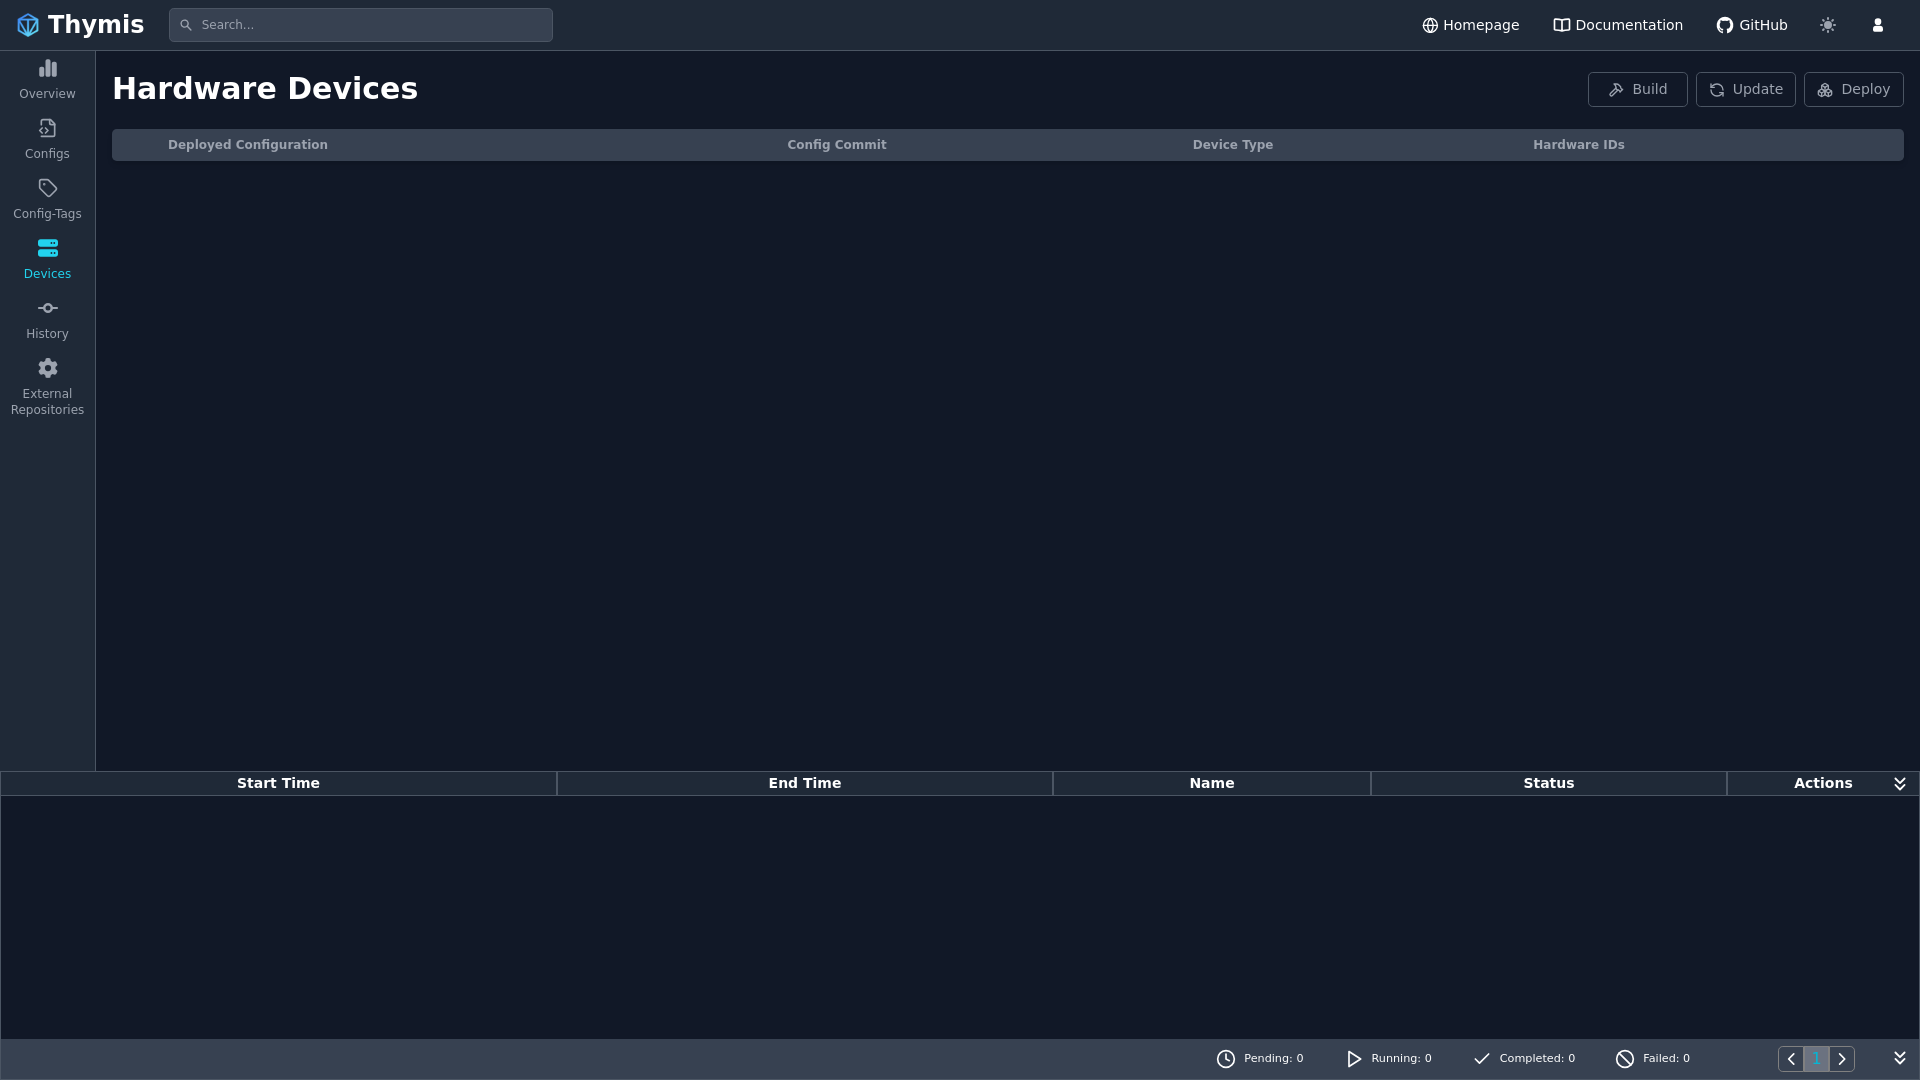 Thymis
Search...
Homepage
Documentation
GitHub
Overview
Configs
Config-Tags
Devices
History
External
Repositories
Hardware Devices
Build
Update
Deploy
Deployed Configuration
Config Commit
Device Type
Hardware IDs
Start Time
End Time
Name
Status
Actions
Pending: 0
Running: 0
Completed: 0
Failed: 0
1